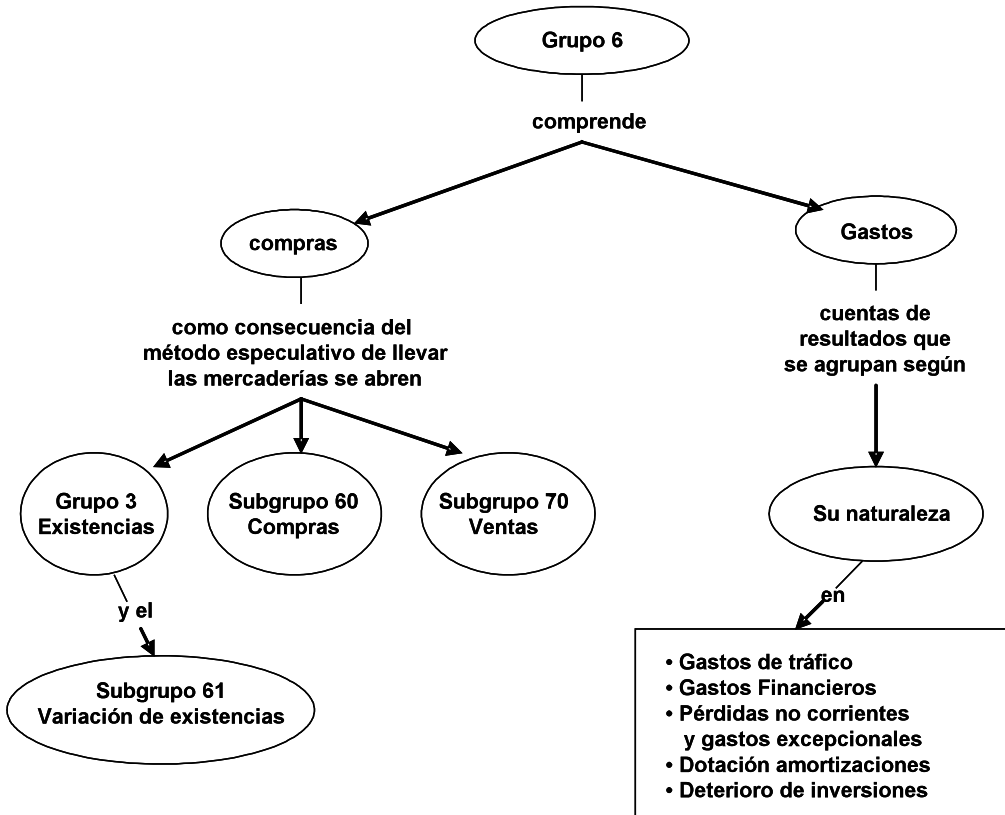 Grupo 6
comprende
compras
Gastos
como consecuencia del
método especulativo de llevar
las mercaderías se abren
cuentas de
resultados que
se agrupan según
Grupo 3
Existencias
Subgrupo 60
Compras
Subgrupo 70
Ventas
Su naturaleza
y el
en
Subgrupo 61
Variación de existencias
• Gastos de tráfico
• Gastos Financieros
• Pérdidas no corrientes
y gastos excepcionales
• Dotación amortizaciones
• Deterioro de inversiones